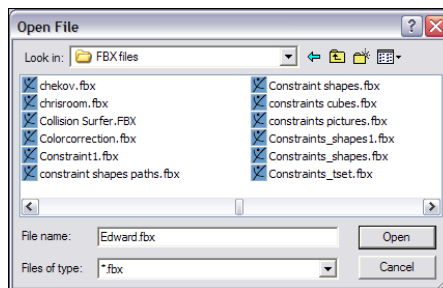 Open File
Look in: FBX files
chekov.fbx
chrisroom.fbx
Collision Surfer.FBX
Colorcorrection.fbx
Constraint1.fbx
constraint shapes paths.fbx
Constraint shapes.fbx
constraints cubes.fbx
constraints pictures.fbx
Constraints_shapes1.fbx
Constraints_shapes.fbx
Constraints_tset.fbx
File name: Edward.fbx Open
Files of type: *.fbx Cancel